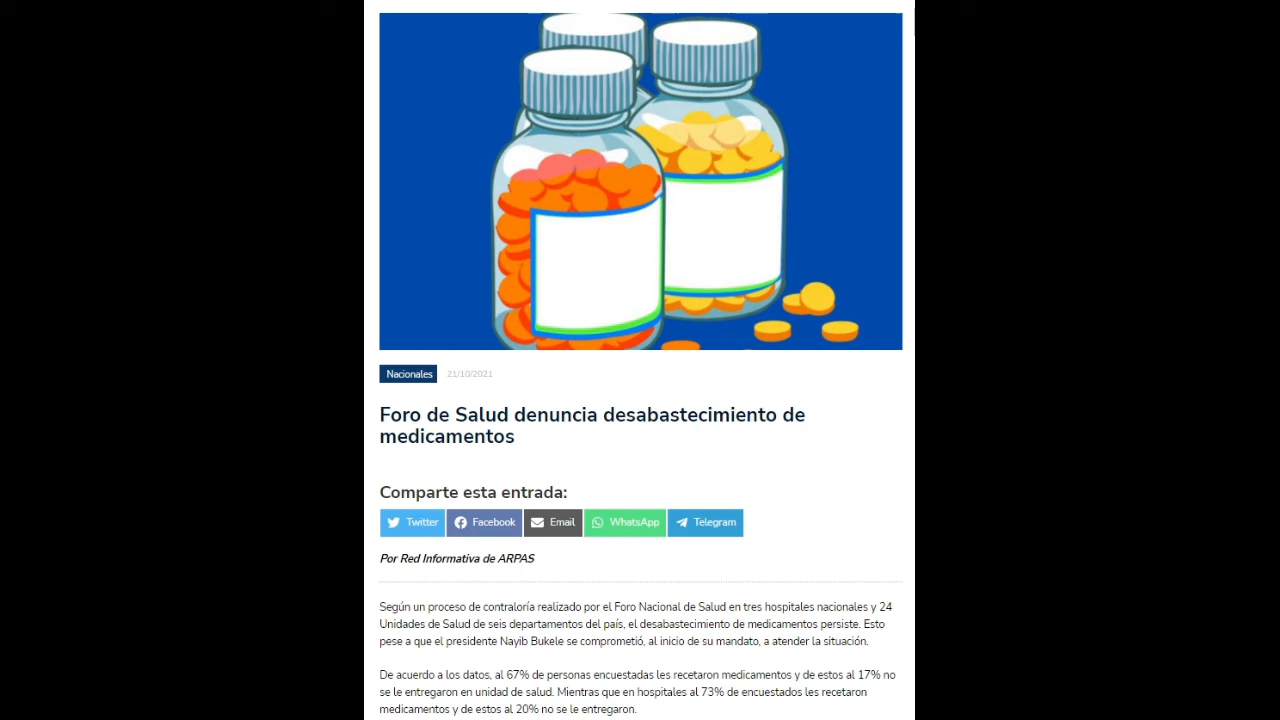 Nacionales 21/10/2021
Foro de Salud denuncia desabastecimiento de
medicamentos
Comparte esta entrada:
Twitter Facebook Email WhatsApp Telegram
Por Red Informativa de ARPAS
Según un proceso de contraloría realizado por el Foro Nacional de Salud en tres hospitales nacionales y 24
Unidades de Salud de seis departamentos del país, el desabastecimiento de medicamentos persiste. Esto
pese a que el presidente Nayib Bukele se comprometió, al inicio de su mandato, a atender la situación.
De acuerdo a los datos, al 67% de personas encuestadas les recetaron medicamentos y de estos al 17% no
se le entregaron en unidad de salud. Mientras que en hospitales al 73% de encuestados les recetaron
medicamentos y de estos al 20% no se le entregaron.